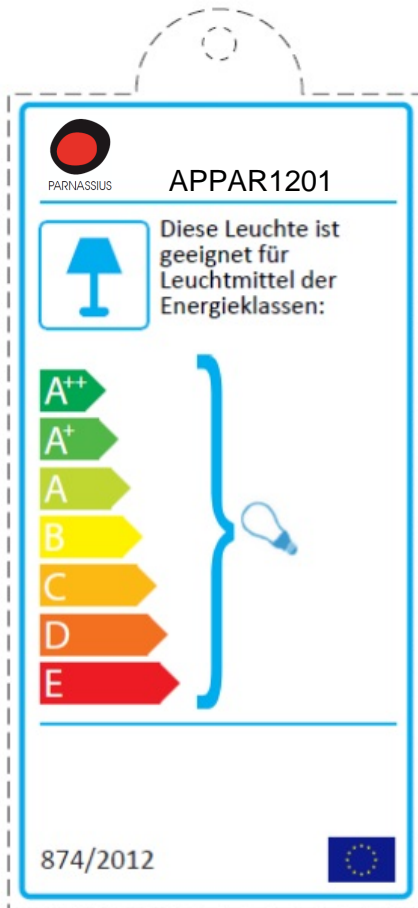 PARNASSIUS
APPAR1201
Diese Leuchte ist
geeignet für
Leuchtmittel der
Energieklassen:
A++
A+
A
B
C
D
E
874/2012